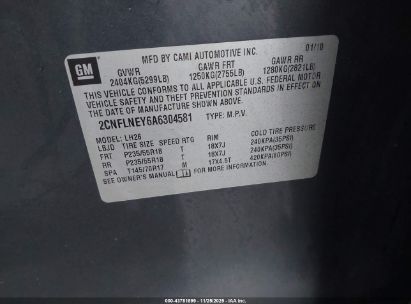 GM
MFD BY CAMI AUTOMOTIVE INC. 01/10
GVWR GAWR FRT GAWR RR
2404KG(5299LB) 1250KG(2755LB) 1280KG(2821LB)
THIS VEHICLE CONFORMS TO ALL APPLICABLE U.S. FEDERAL MOTOR
VEHICLE SAFETY AND THEFT PREVENTION STANDARDS IN EFFECT ON
THE DATE OF MANUFACTURE SHOWN ABOVE.
2CNFLNEY6A6304581 TYPE: M.P.V.
MODEL: LH26
LBJD TIRE SIZE SPEED RTG RIM COLD TIRE PRESSURE
FRT P235/55R18 T 18X7J 240KPA(35PSI)
RR P235/55R18 T 18X7J 240KPA(35PSI)
SPA T145/70R17 M 17X4.5T 420KPA(60PSI)
SEE OWNER'S MANUAL FOR MORE INFORMATION.